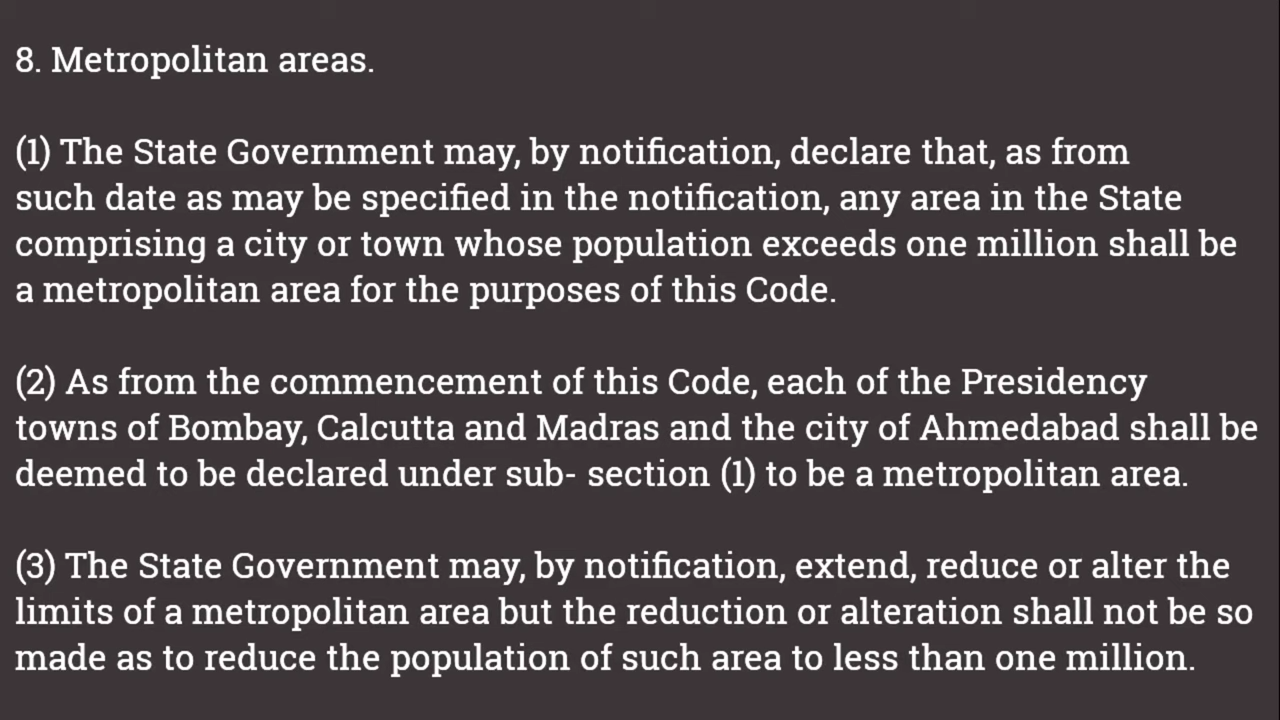 8. Metropolitan areas.
(1) The State Government may, by notification, declare that, as from
such date as may be specified in the notification, any area in the State
comprising a city or town whose population exceeds one million shall be
a metropolitan area for the purposes of this Code.
(2) As from the commencement of this Code, each of the Presidency
towns of Bombay, Calcutta and Madras and the city of Ahmedabad shall be
deemed to be declared under sub- section (1) to be a metropolitan area.
(3) The State Government may, by notification, extend, reduce or alter the
limits of a metropolitan area but the reduction or alteration shall not be so
made as to reduce the population of such area to less than one million.